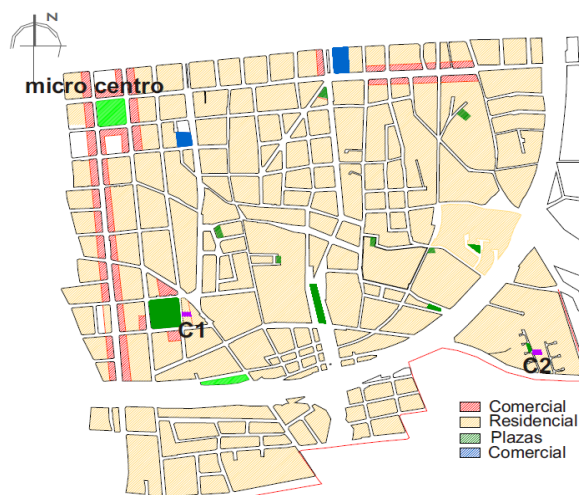 N
micro centro
C1
C2
Comercial
Residencial
Plazas
Comercial